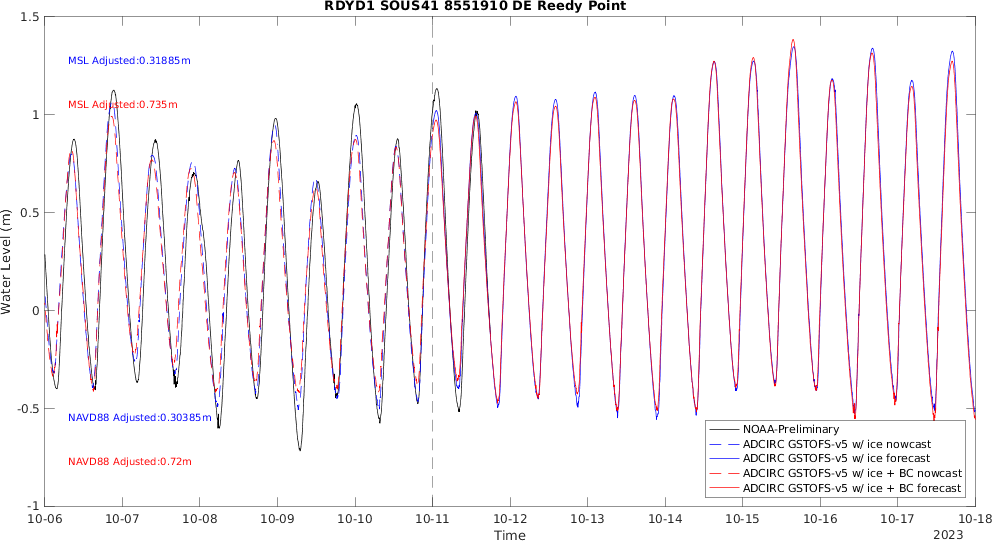 RDYD1 SOUS41 8551910 DE Reedy Point
1.5
1
0.5
0
-0.5
-1
Water Level (m)
MSL Adjusted:0.31885m
MSL Adjusted:0.735m
NAVD88 Adjusted:0.30385m
NAVD88 Adjusted:0.72m
NOAA-Preliminary
ADCIRC GSTOFS-v5 w/ ice nowcast
ADCIRC GSTOFS-v5 w/ ice forecast
ADCIRC GSTOFS-v5 w/ ice + BC nowcast
ADCIRC GSTOFS-v5 w/ ice + BC forecast
10-06 10-07 10-08 10-09 10-10 10-11 10-12 10-13 10-14 10-15 10-16 10-17 10-18
Time
2023